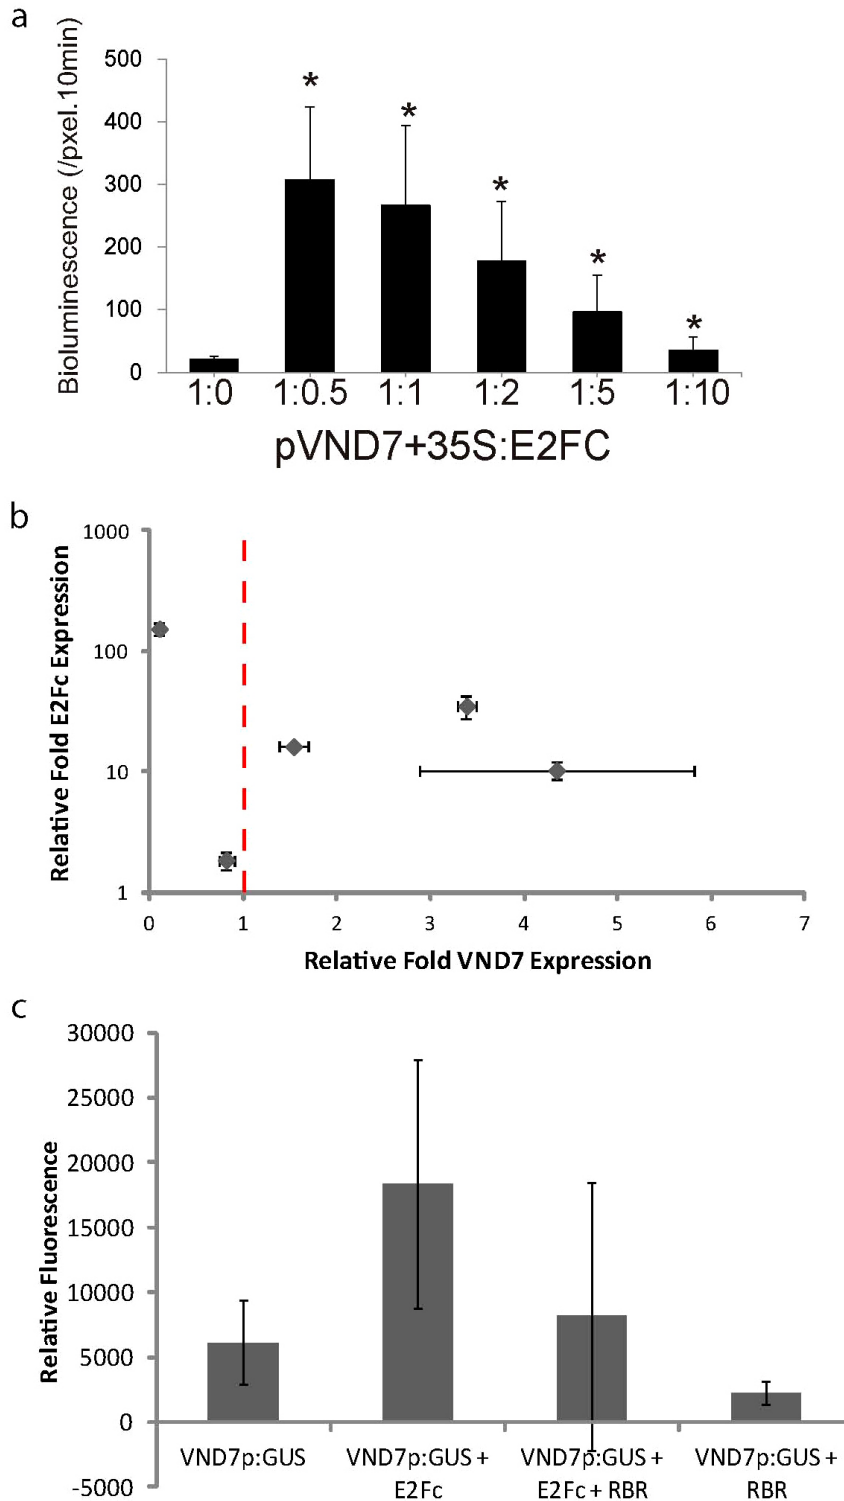 a
Bioluminescence (/pxel.10min)
500
400
300
200
100
0
* * * * *
1:0 1:0.5 1:1 1:2 1:5 1:10
pVND7+35S:E2FC
b
Relative Fold E2Fc Expression
1000
100
10
1
0 1 2 3 4 5 6 7
Relative Fold VND7 Expression
c
Relative Fluorescence
30000
25000
20000
15000
10000
5000
0
-5000
VND7p:GUS
VND7p:GUS +
E2Fc
VND7p:GUS +
E2Fc + RBR
VND7p:GUS +
RBR